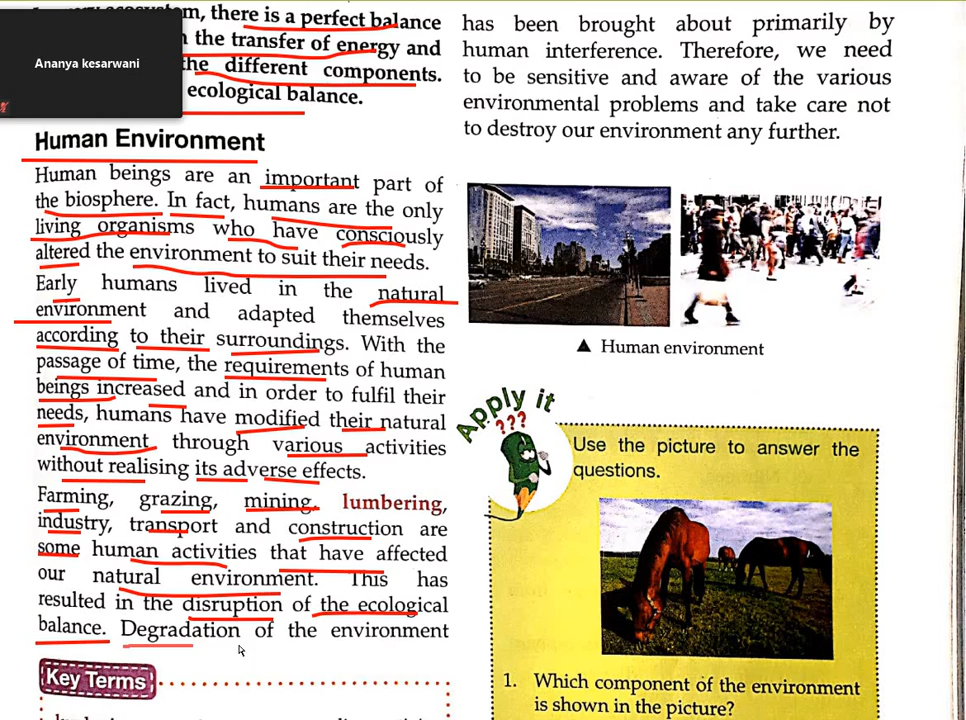 Ananya kesarwani
there is a perfect balance
the transfer of energy and
the different components.
ecological balance.
Human Environment
Human beings are an important part of
the biosphere. In fact, humans are the only
living organisms who have consciously
altered the environment to suit their needs.
Early humans lived in the natural
environment and adapted themselves
according to their surroundings. With the
passage of time, the requirements of human
beings increased and in order to fulfil their
needs, humans have modified their natural
environment through various activities
without realising its adverse effects.
Farming, grazing, mining, lumbering,
industry, transport and construction are
some human activities that have affected
our natural environment. This has
resulted in the disruption of the ecological
balance. Degradation of the environment
Key Terms
has been brought about primarily by
human interference. Therefore, we need
to be sensitive and aware of the various
environmental problems and take care not
to destroy our environment any further.
▲ Human environment
Apply it
???
Use the picture to answer the
questions.
1. Which component of the environment
is shown in the picture?